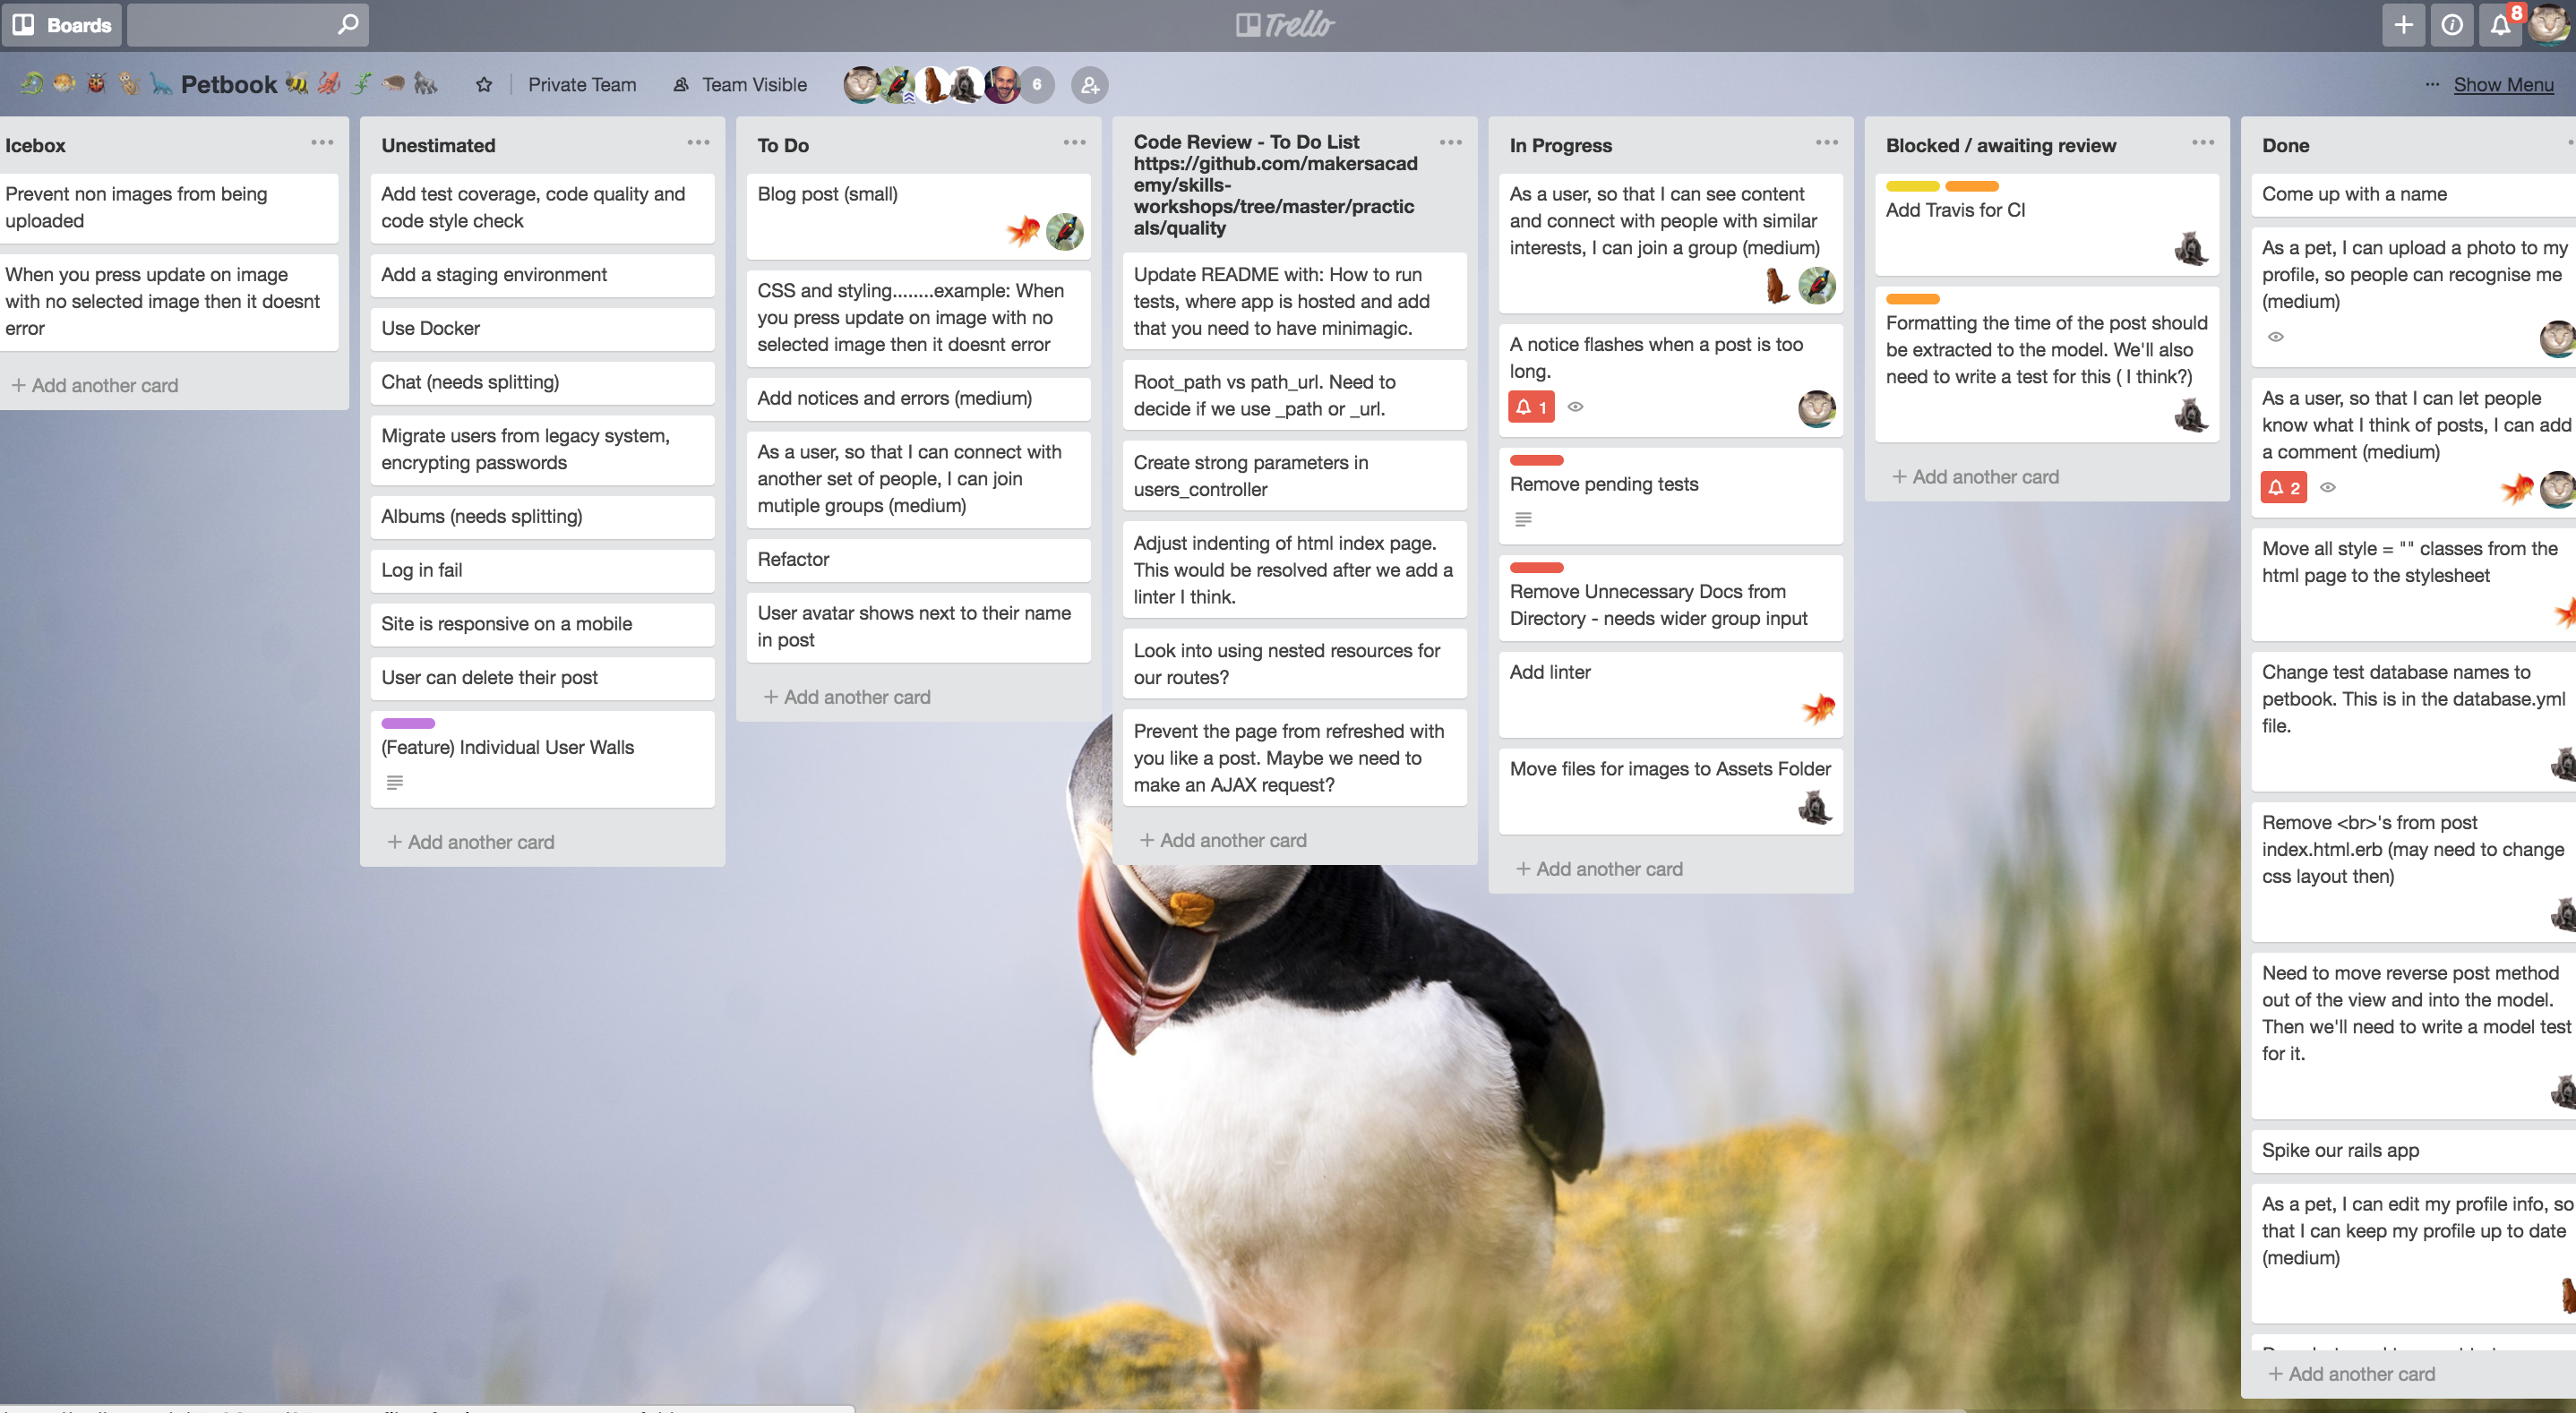 Boards
Trello
8
Petbook
Private Team
Team Visible
6
Show Menu
Icebox
Prevent non images from being
uploaded
When you press update on image
with no selected image then it doesnt
error
+ Add another card
Unestimated
Add test coverage, code quality and
code style check
Add a staging environment
Use Docker
Chat (needs splitting)
Migrate users from legacy system,
encrypting passwords
Albums (needs splitting)
Log in fail
Site is responsive on a mobile
User can delete their post
(Feature) Individual User Walls
+ Add another card
To Do
Blog post (small)
CSS and styling........example: When
you press update on image with no
selected image then it doesnt error
Add notices and errors (medium)
As a user, so that I can connect with
another set of people, I can join
mutiple groups (medium)
Refactor
User avatar shows next to their name
in post
+ Add another card
Code Review - To Do List
https://github.com/makersacad
emy/skills-
workshops/tree/master/practic
als/quality
Update README with: How to run
tests, where app is hosted and add
that you need to have minimagic.
Root_path vs path_url. Need to
decide if we use _path or _url.
Create strong parameters in
users_controller
Adjust indenting of html index page.
This would be resolved after we add a
linter I think.
Look into using nested resources for
our routes?
Prevent the page from refreshed with
you like a post. Maybe we need to
make an AJAX request?
+ Add another card
In Progress
As a user, so that I can see content
and connect with people with similar
interests, I can join a group (medium)
A notice flashes when a post is too
long.
1
Remove pending tests
Remove Unnecessary Docs from
Directory - needs wider group input
Add linter
Move files for images to Assets Folder
+ Add another card
Blocked / awaiting review
Add Travis for CI
Formatting the time of the post should
be extracted to the model. We'll also
need to write a test for this ( I think?)
+ Add another card
Done
Come up with a name
As a pet, I can upload a photo to my
profile, so people can recognise me
(medium)
As a user, so that I can let people
know what I think of posts, I can add
a comment (medium)
2
Move all style = "" classes from the
html page to the stylesheet
Change test database names to
petbook. This is in the database.yml
file.
Remove <br>'s from post
index.html.erb (may need to change
css layout then)
Need to move reverse post method
out of the view and into the model.
Then we'll need to write a model test
for it.
Spike our rails app
As a pet, I can edit my profile info, so
that I can keep my profile up to date
(medium)
+ Add another card